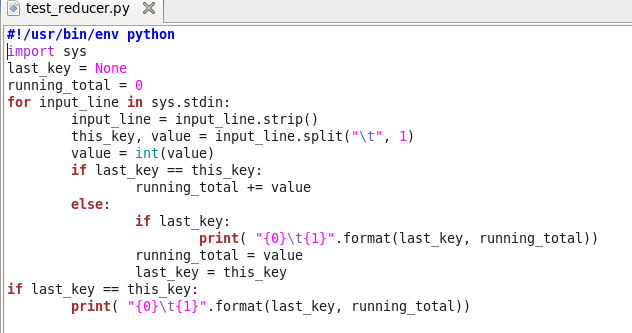 test_reducer.py
#!/usr/bin/env python
import sys
last_key = None
running_total = 0
for input_line in sys.stdin:
        input_line = input_line.strip()
        this_key, value = input_line.split("\t", 1)
        value = int(value)
        if last_key == this_key:
                running_total += value
        else:
                if last_key:
                        print( "{0}\t{1}".format(last_key, running_total))
                running_total = value
                last_key = this_key
if last_key == this_key:
        print( "{0}\t{1}".format(last_key, running_total))